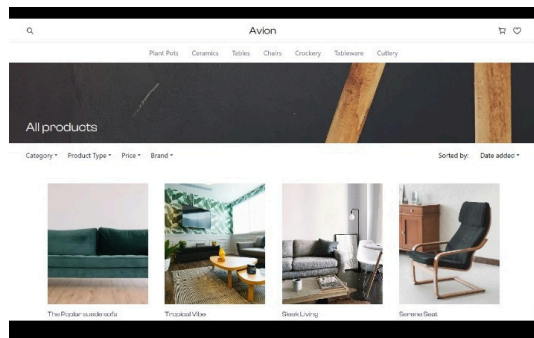 Avion
Plant Pots Ceramics Tables Chairs Crockery Tableware Cutlery
All products
Category Product Type Price Brand Sorted by: Date added
The Poplar suede sofa Tropical Vibe Sleek Living Serene Seat